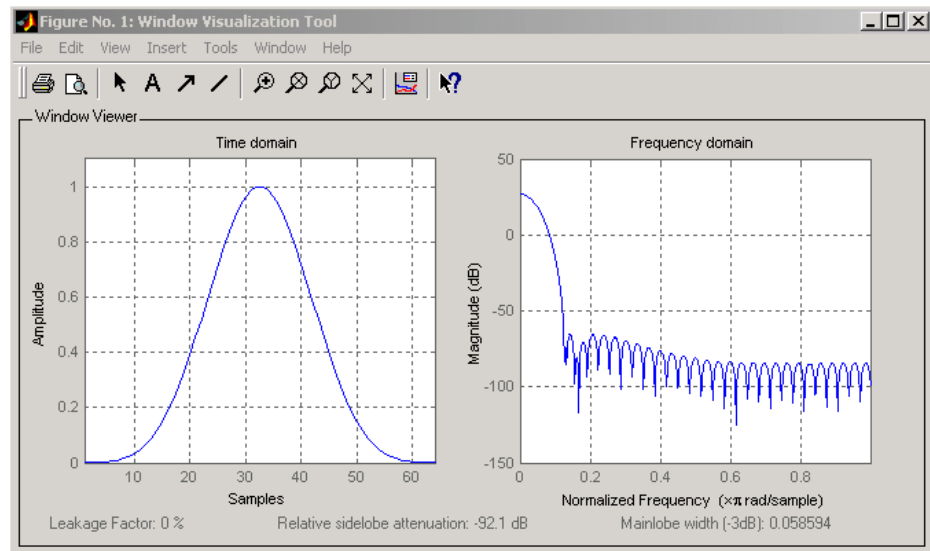 Figure No. 1: Window Visualization Tool
File Edit View Insert Tools Window Help
A
Window Viewer
Time domain
1
0.8
0.6
0.4
0.2
0
Amplitude
10 20 30 40 50 60
Samples
Frequency domain
50
0
-50
-100
-150
Magnitude (dB)
0 0.2 0.4 0.6 0.8
Normalized Frequency (×π rad/sample)
Leakage Factor: 0 % Relative sidelobe attenuation: -92.1 dB Mainlobe width (-3dB): 0.058594